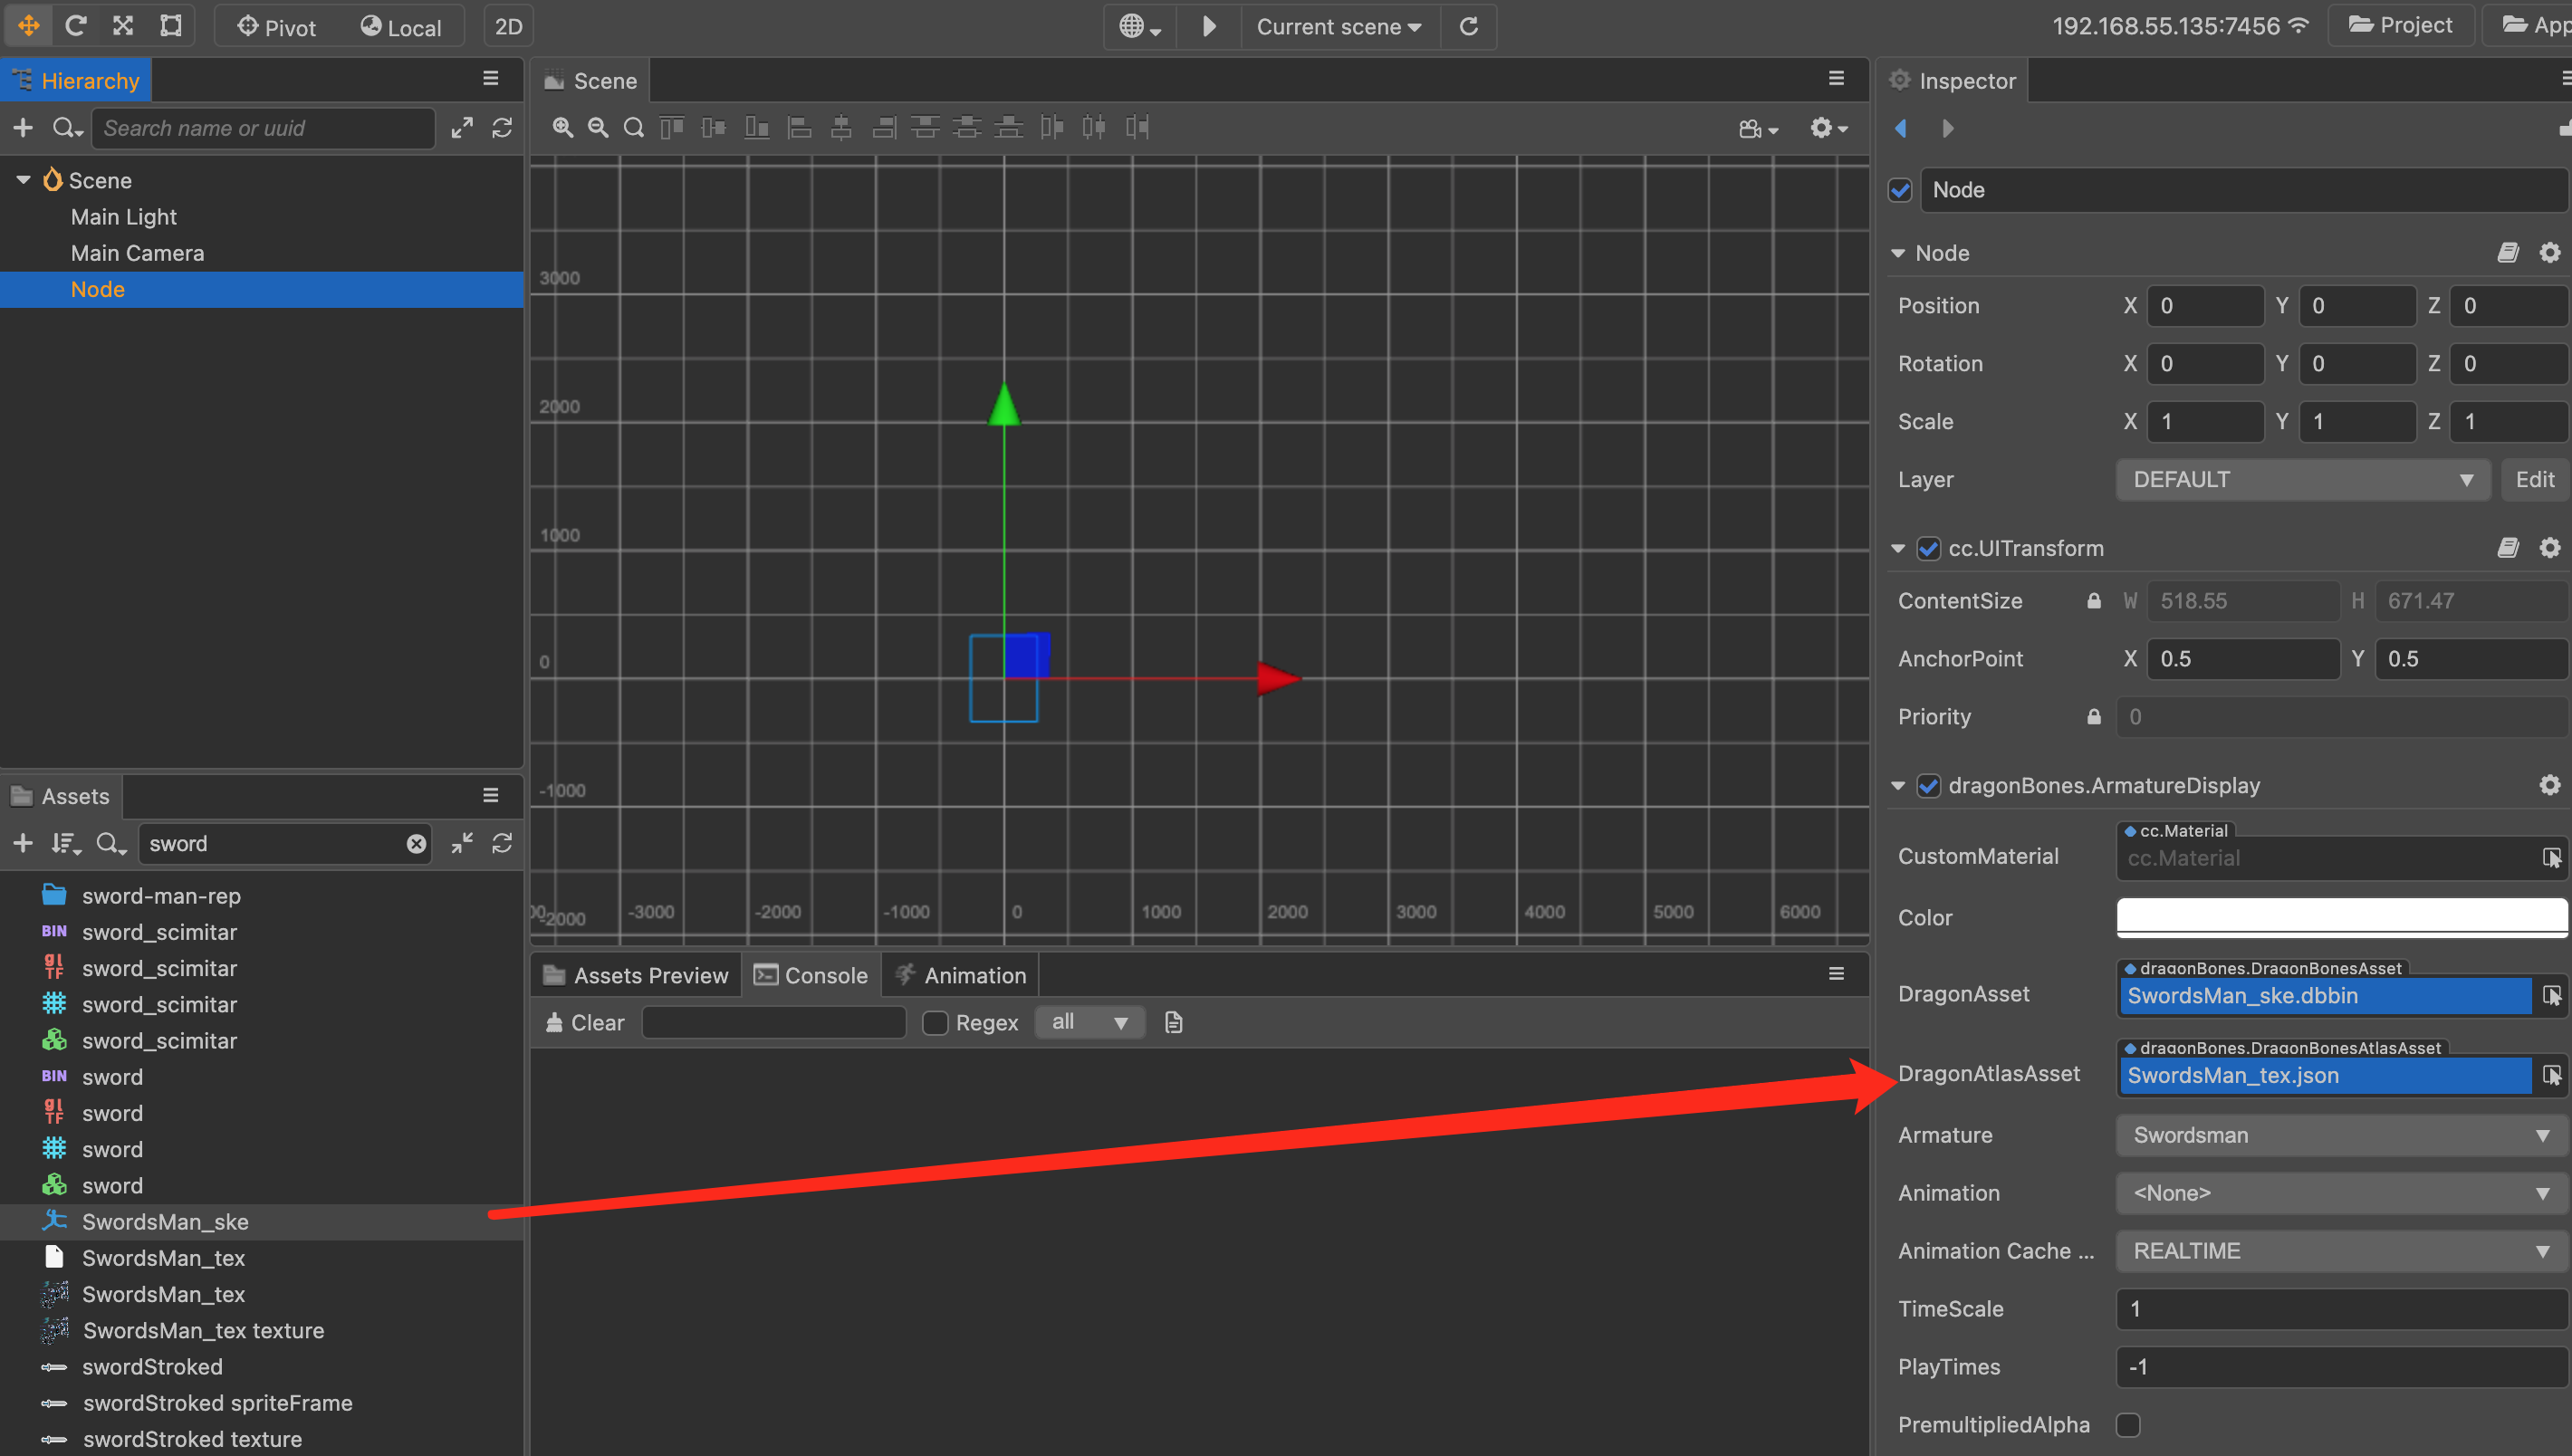 Pivot Local 2D Current scene 192.168.55.135:7456 Project App
Hierarchy
Search name or uuid
Scene
Main Light
Main Camera
Node
Assets
sword
sword-man-rep
BIN sword_scimitar
glTF sword_scimitar
sword_scimitar
sword_scimitar
BIN sword
glTF sword
sword
sword
SwordsMan_ske
SwordsMan_tex
SwordsMan_tex
SwordsMan_tex texture
swordStroked
swordStroked spriteFrame
swordStroked texture
Scene
3000
2000
1000
0
-1000
-2000
-3000 -2000 -1000 0 1000 2000 3000 4000 5000 6000
Assets Preview Console Animation
Clear Regex all
Inspector
Node
Node
Position X 0 Y 0 Z 0
Rotation X 0 Y 0 Z 0
Scale X 1 Y 1 Z 1
Layer DEFAULT Edit
cc.UITransform
ContentSize W 518.55 H 671.47
AnchorPoint X 0.5 Y 0.5
Priority 0
dragonBones.ArmatureDisplay
cc.Material
CustomMaterial cc.Material
Color
dragonBones.DragonBonesAsset
DragonAsset SwordsMan_ske.dbbin
dragonBones.DragonBonesAtlasAsset
DragonAtlasAsset SwordsMan_tex.json
Armature Swordsman
Animation <None>
Animation Cache ... REALTIME
TimeScale 1
PlayTimes -1
PremultipliedAlpha